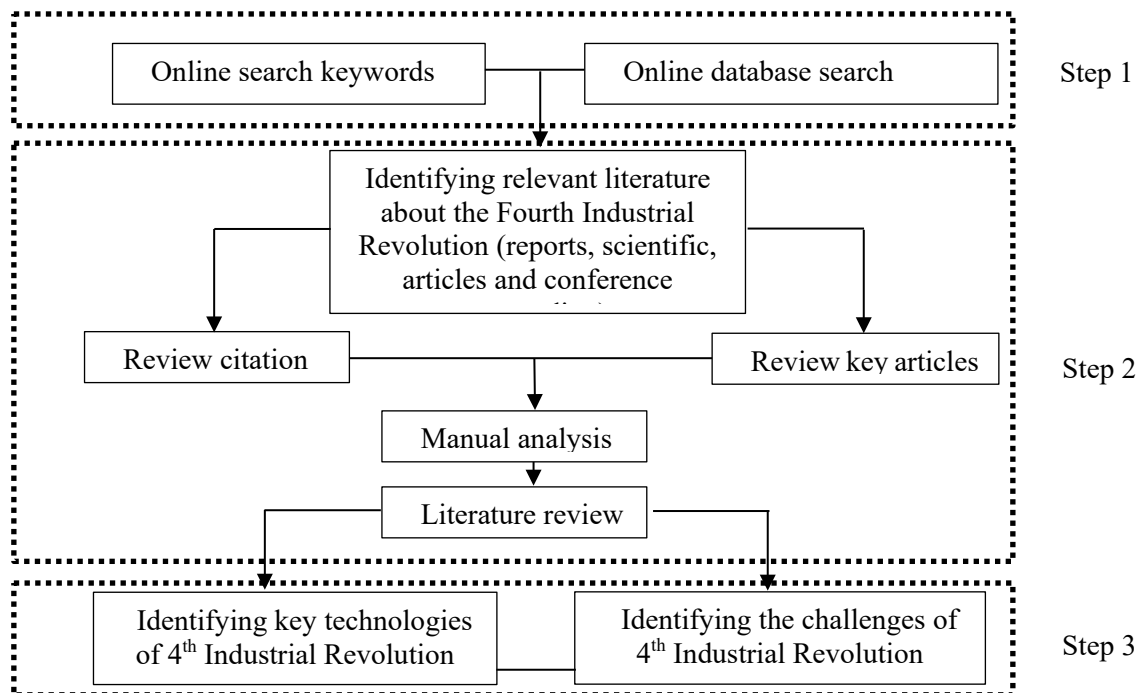 Online search keywords
Online database search
Step 1
Identifying relevant literature
about the Fourth Industrial
Revolution (reports, scientific,
articles and conference
Review citation
Review key articles
Step 2
Manual analysis
Literature review
Identifying key technologies
of 4th Industrial Revolution
Identifying the challenges of
4th Industrial Revolution
Step 3